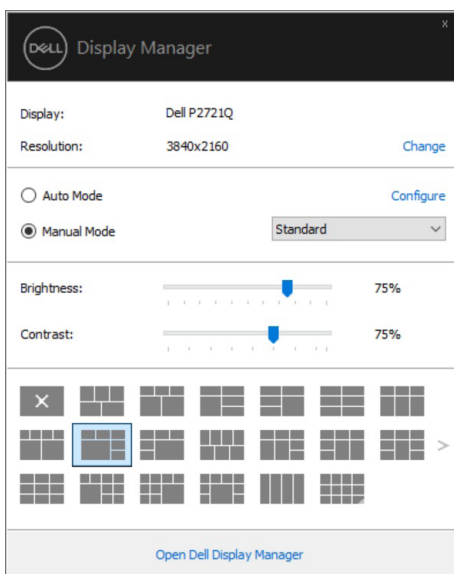 x
DELL Display Manager
Display: Dell P2721Q
Resolution: 3840x2160 Change
Auto Mode Configure
Manual Mode Standard
Brightness: 75%
Contrast: 75%
Open Dell Display Manager